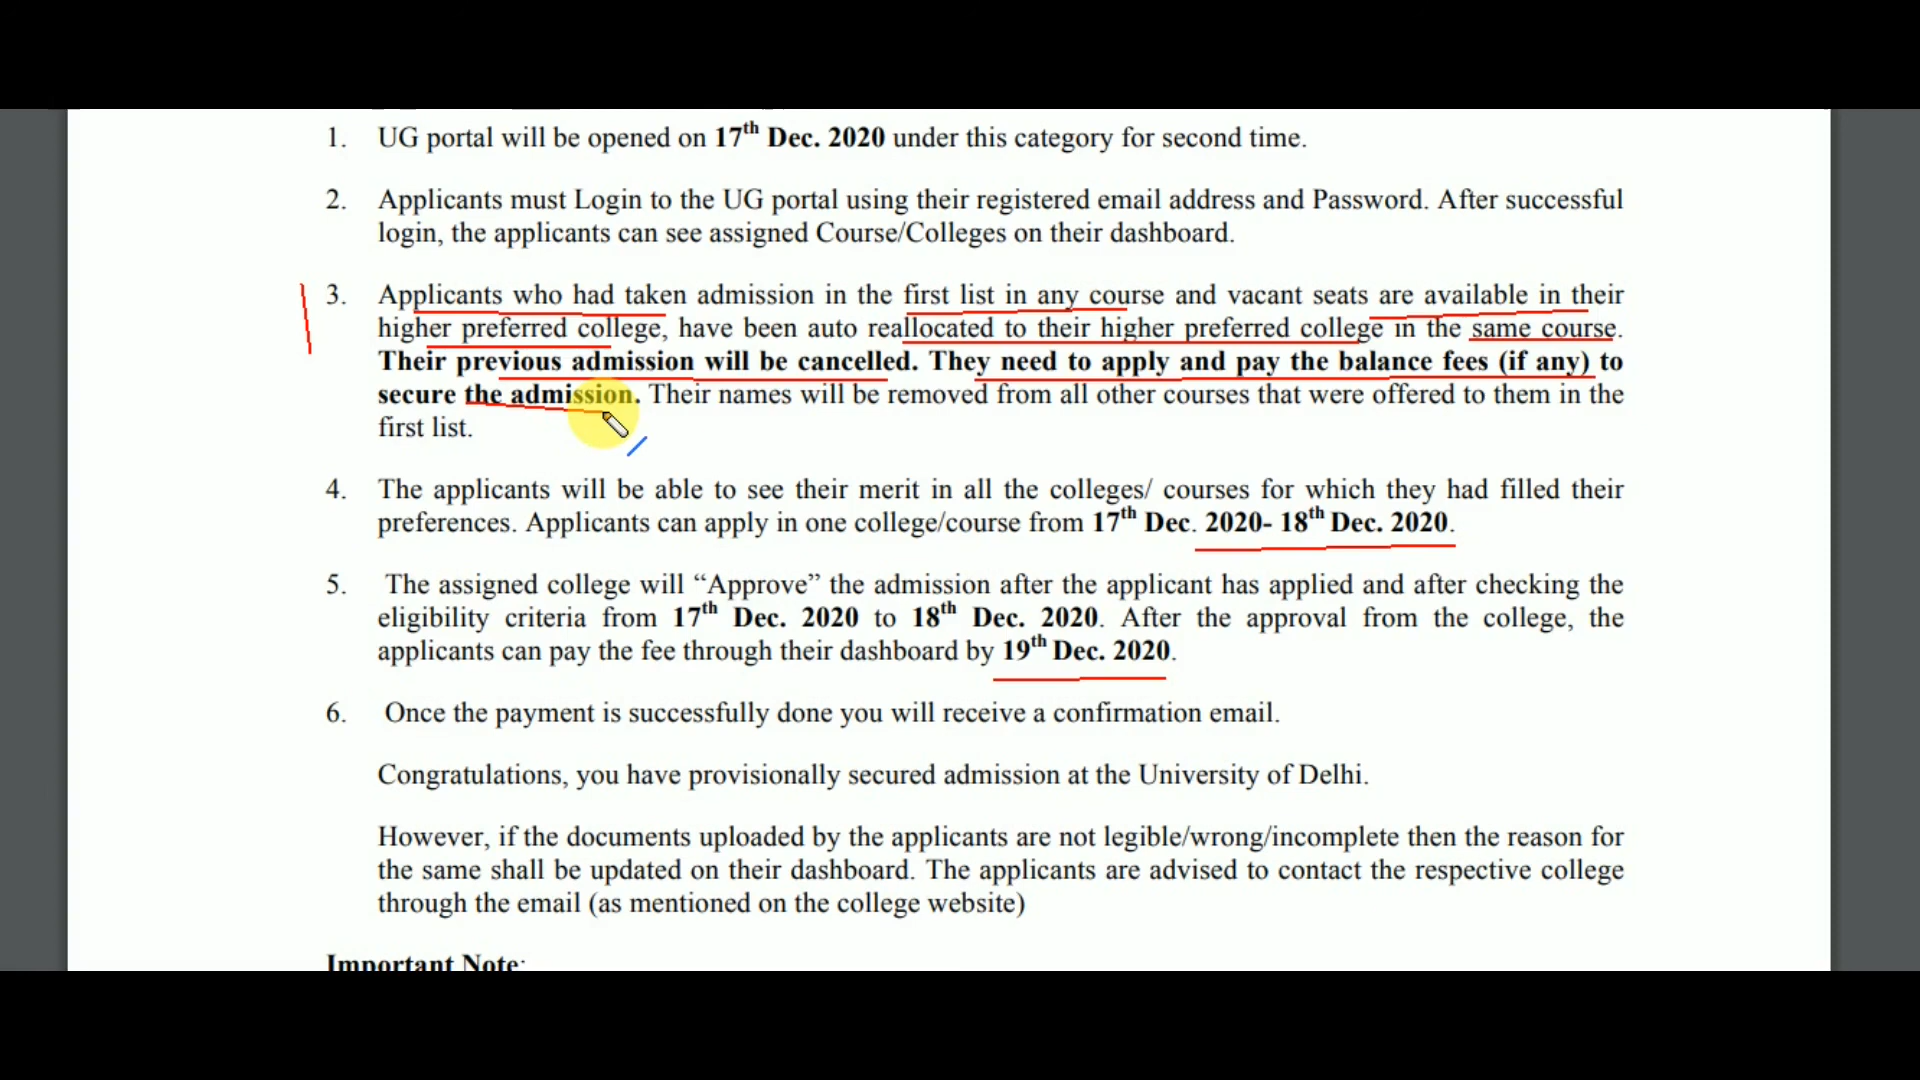 1. UG portal will be opened on 17th Dec. 2020 under this category for second time.
2. Applicants must Login to the UG portal using their registered email address and Password. After successful
login, the applicants can see assigned Course/Colleges on their dashboard.
3. Applicants who had taken admission in the first list in any course and vacant seats are available in their
higher preferred college, have been auto reallocated to their higher preferred college in the same course.
Their previous admission will be cancelled. They need to apply and pay the balance fees (if any) to
secure the admission. Their names will be removed from all other courses that were offered to them in the
first list.
4. The applicants will be able to see their merit in all the colleges/ courses for which they had filled their
preferences. Applicants can apply in one college/course from 17th Dec. 2020- 18th Dec. 2020.
5. The assigned college will “Approve” the admission after the applicant has applied and after checking the
eligibility criteria from 17th Dec. 2020 to 18th Dec. 2020. After the approval from the college, the
applicants can pay the fee through their dashboard by 19th Dec. 2020.
6. Once the payment is successfully done you will receive a confirmation email.
Congratulations, you have provisionally secured admission at the University of Delhi.
However, if the documents uploaded by the applicants are not legible/wrong/incomplete then the reason for
the same shall be updated on their dashboard. The applicants are advised to contact the respective college
through the email (as mentioned on the college website)
Important Note: